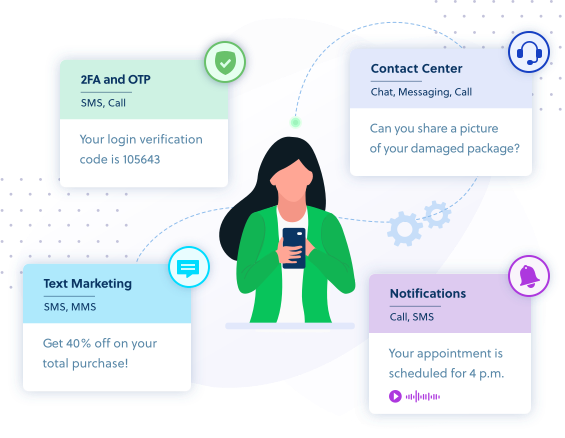 2FA and OTP
SMS, Call
Your login verification
code is 105643
Contact Center
Chat, Messaging, Call
Can you share a picture
of your damaged package?
Text Marketing
SMS, MMS
Get 40% off on your
total purchase!
Notifications
Call, SMS
Your appointment is
scheduled for 4 p.m.